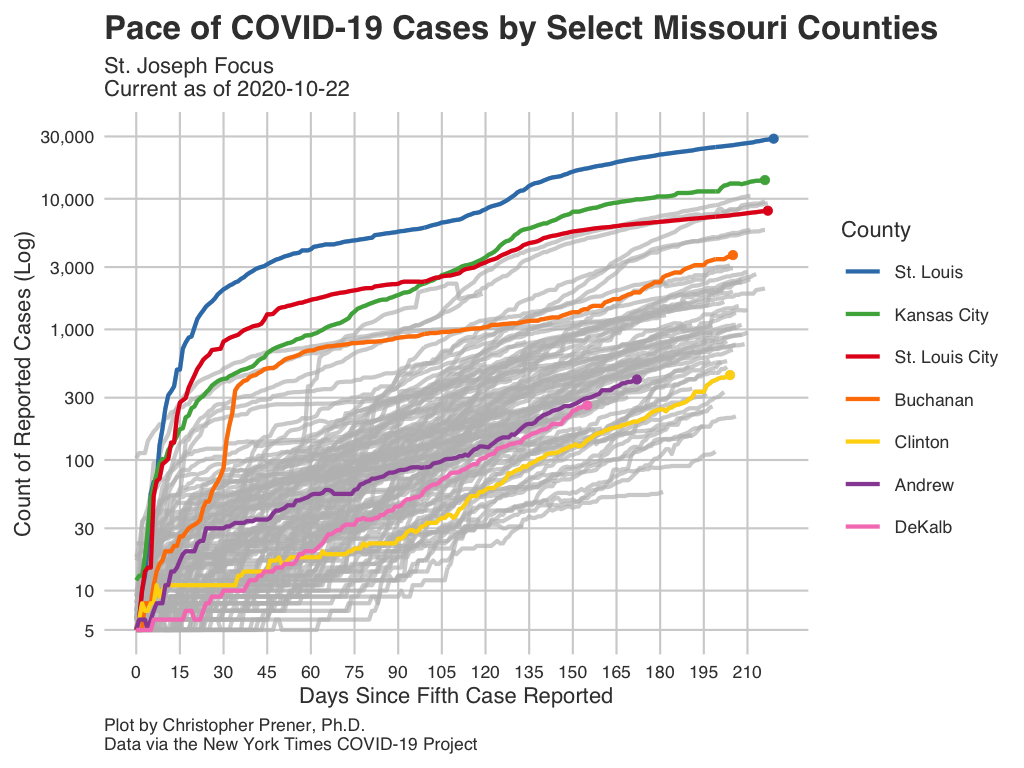 Pace of COVID-19 Cases by Select Missouri Counties
St. Joseph Focus
Current as of 2020-10-22
Count of Reported Cases (Log)
30,000
10,000
3,000
1,000
300
100
30
10
5
0 15 30 45 60 75 90 105 120 135 150 165 180 195 210
Days Since Fifth Case Reported
County
St. Louis
Kansas City
St. Louis City
Buchanan
Clinton
Andrew
DeKalb
Plot by Christopher Prener, Ph.D.
Data via the New York Times COVID-19 Project